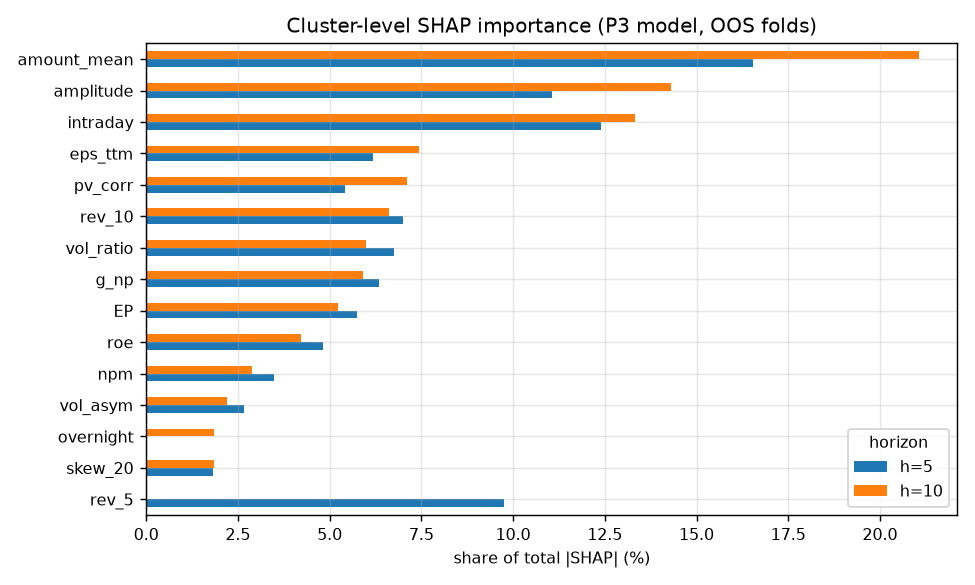 Cluster-level SHAP importance (P3 model, OOS folds)
amount_mean
amplitude
intraday
eps_ttm
pv_corr
rev_10
vol_ratio
g_np
EP
roe
npm
vol_asym
overnight
skew_20
rev_5
horizon
h=5
h=10
0.0 2.5 5.0 7.5 10.0 12.5 15.0 17.5 20.0
share of total |SHAP| (%)